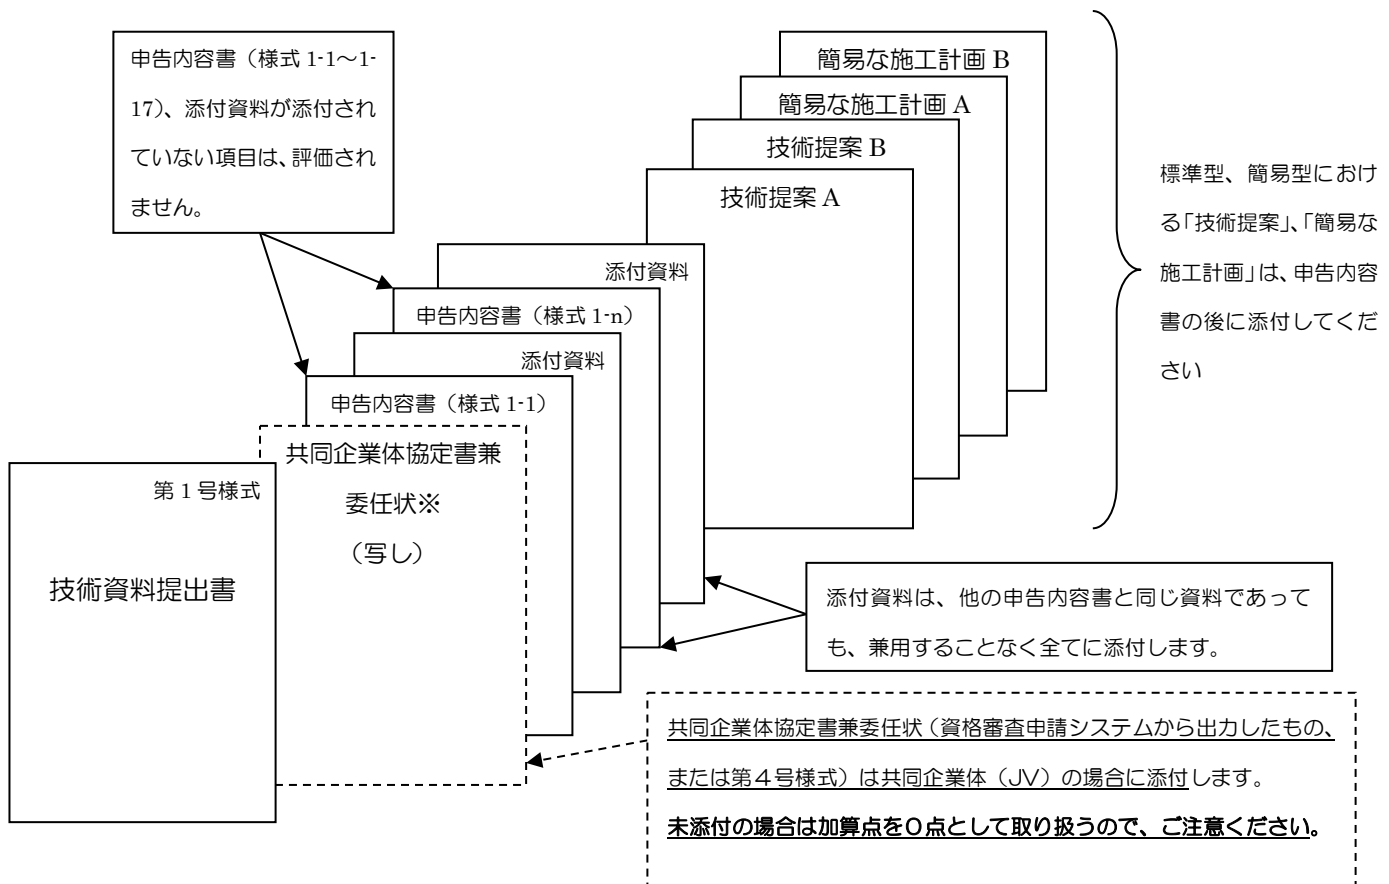 申告内容書（様式 1-1～1-
17）、添付資料が添付され
ていない項目は、評価され
ません。
簡易な施工計画 B
簡易な施工計画 A
技術提案 B
技術提案 A
標準型、簡易型におけ
る「技術提案」、「簡易な
施工計画」は、申告内容
書の後に添付してくだ
さい
添付資料
申告内容書（様式 1-n）
添付資料
申告内容書（様式 1-1）
共同企業体協定書兼
委任状※
（写し）
第 1 号様式
技術資料提出書
添付資料は、他の申告内容書と同じ資料であって
も、兼用することなく全てに添付します。
共同企業体協定書兼委任状（資格審査申請システムから出力したもの、
または第４号様式）は共同企業体（JV）の場合に添付します。
未添付の場合は加算点を０点として取り扱うので、ご注意ください。